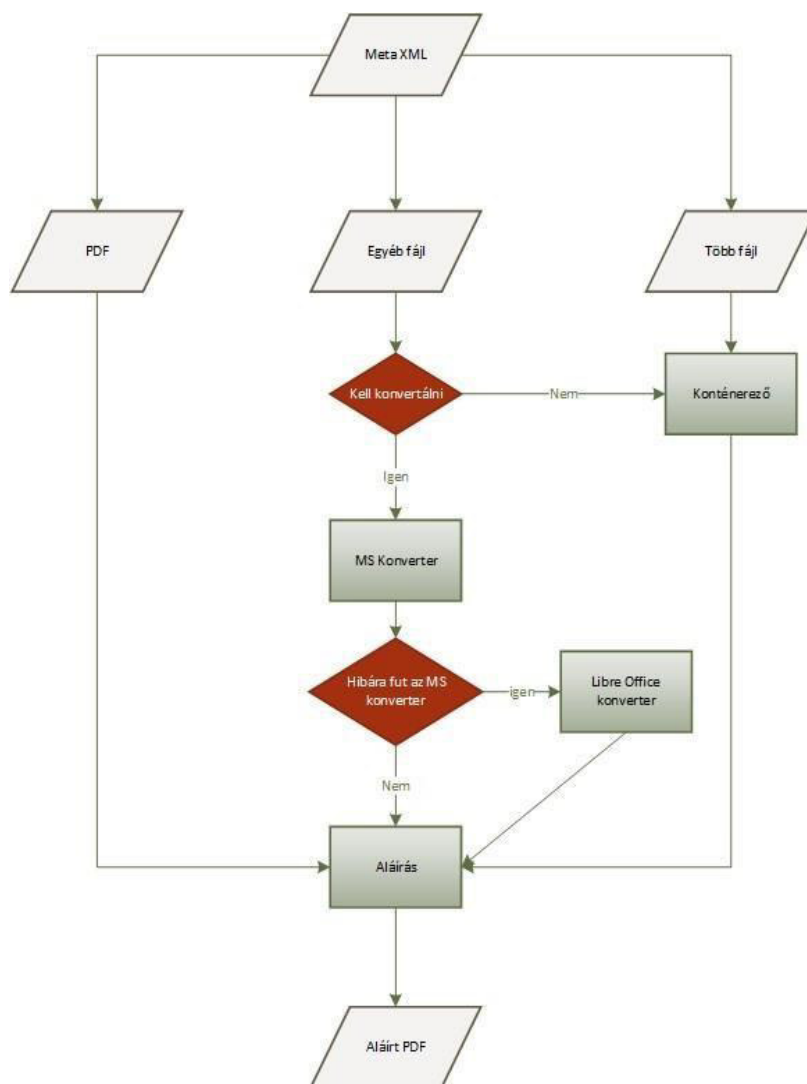 Meta XML
PDF
Egyéb fájl
Több fájl
Kell konvertálni
Nem
Konténerező
Igen
MS Konverter
Hibára fut az MS
konverter
igen
Libre Office
konverter
Nem
Aláírás
Aláírt PDF